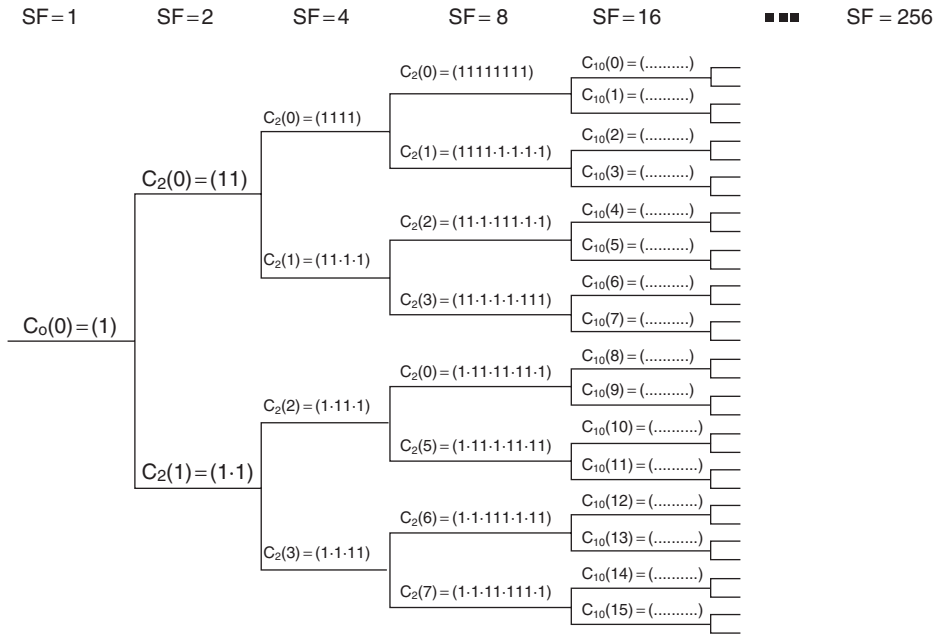 SF=1 SF=2 SF=4 SF=8 SF=16 ■■■ SF=256
C₀(0)=(1)
C₂(0)=(11)
C₂(1)=(1·1)
C₂(0)=(1111)
C₂(1)=(11·1·1)
C₂(2)=(1·11·1)
C₂(3)=(1·1·11)
C₂(0)=(11111111)
C₂(1)=(1111·1·1·1·1)
C₂(2)=(11·1·111·1·1)
C₂(3)=(11·1·1·1·111)
C₂(0)=(1·11·11·11·1)
C₂(5)=(1·11·1·11·11)
C₂(6)=(1·1·111·1·11)
C₂(7)=(1·1·11·111·1)
C₁₀(0)=(..........)
C₁₀(1)=(..........)
C₁₀(2)=(..........)
C₁₀(3)=(..........)
C₁₀(4)=(..........)
C₁₀(5)=(..........)
C₁₀(6)=(..........)
C₁₀(7)=(..........)
C₁₀(8)=(..........)
C₁₀(9)=(..........)
C₁₀(10)=(..........)
C₁₀(11)=(..........)
C₁₀(12)=(..........)
C₁₀(13)=(..........)
C₁₀(14)=(..........)
C₁₀(15)=(..........)